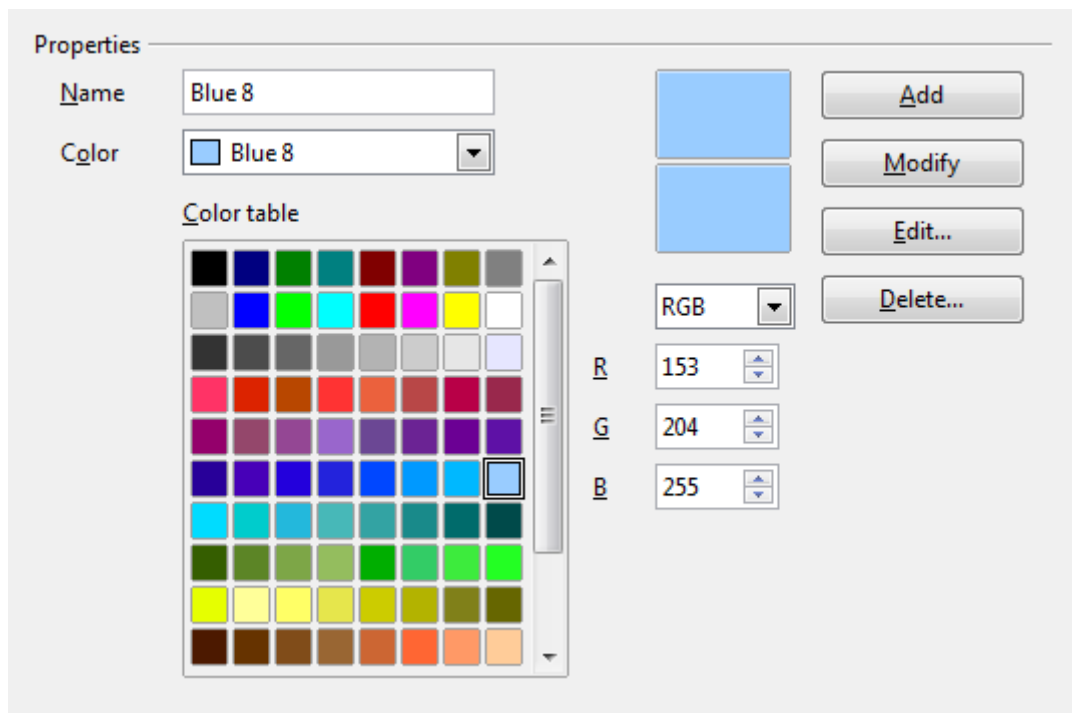 Properties
Name
Blue 8
Color
Blue 8
Color table
Add
Modify
Edit...
Delete...
RGB
R
153
G
204
B
255